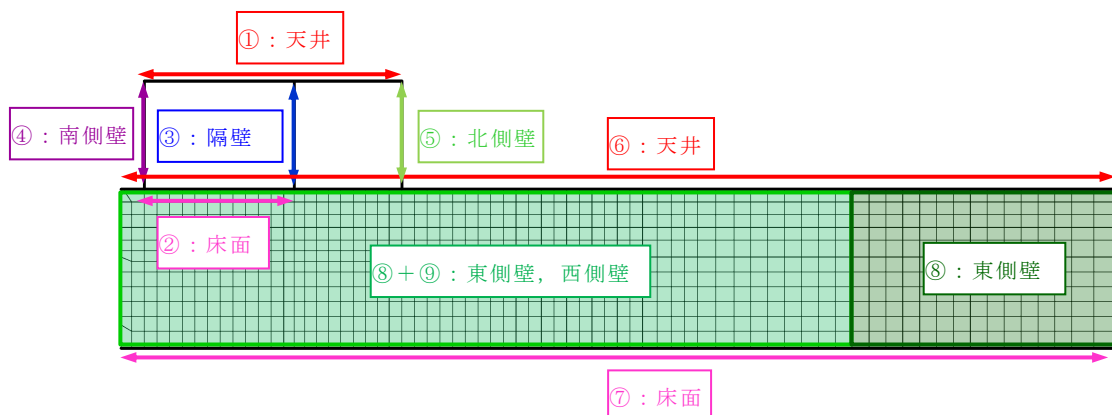 ①：天井
④：南側壁
③：隔壁
⑤：北側壁
⑥：天井
②：床面
⑧＋⑨：東側壁，西側壁
⑧：東側壁
⑦：床面